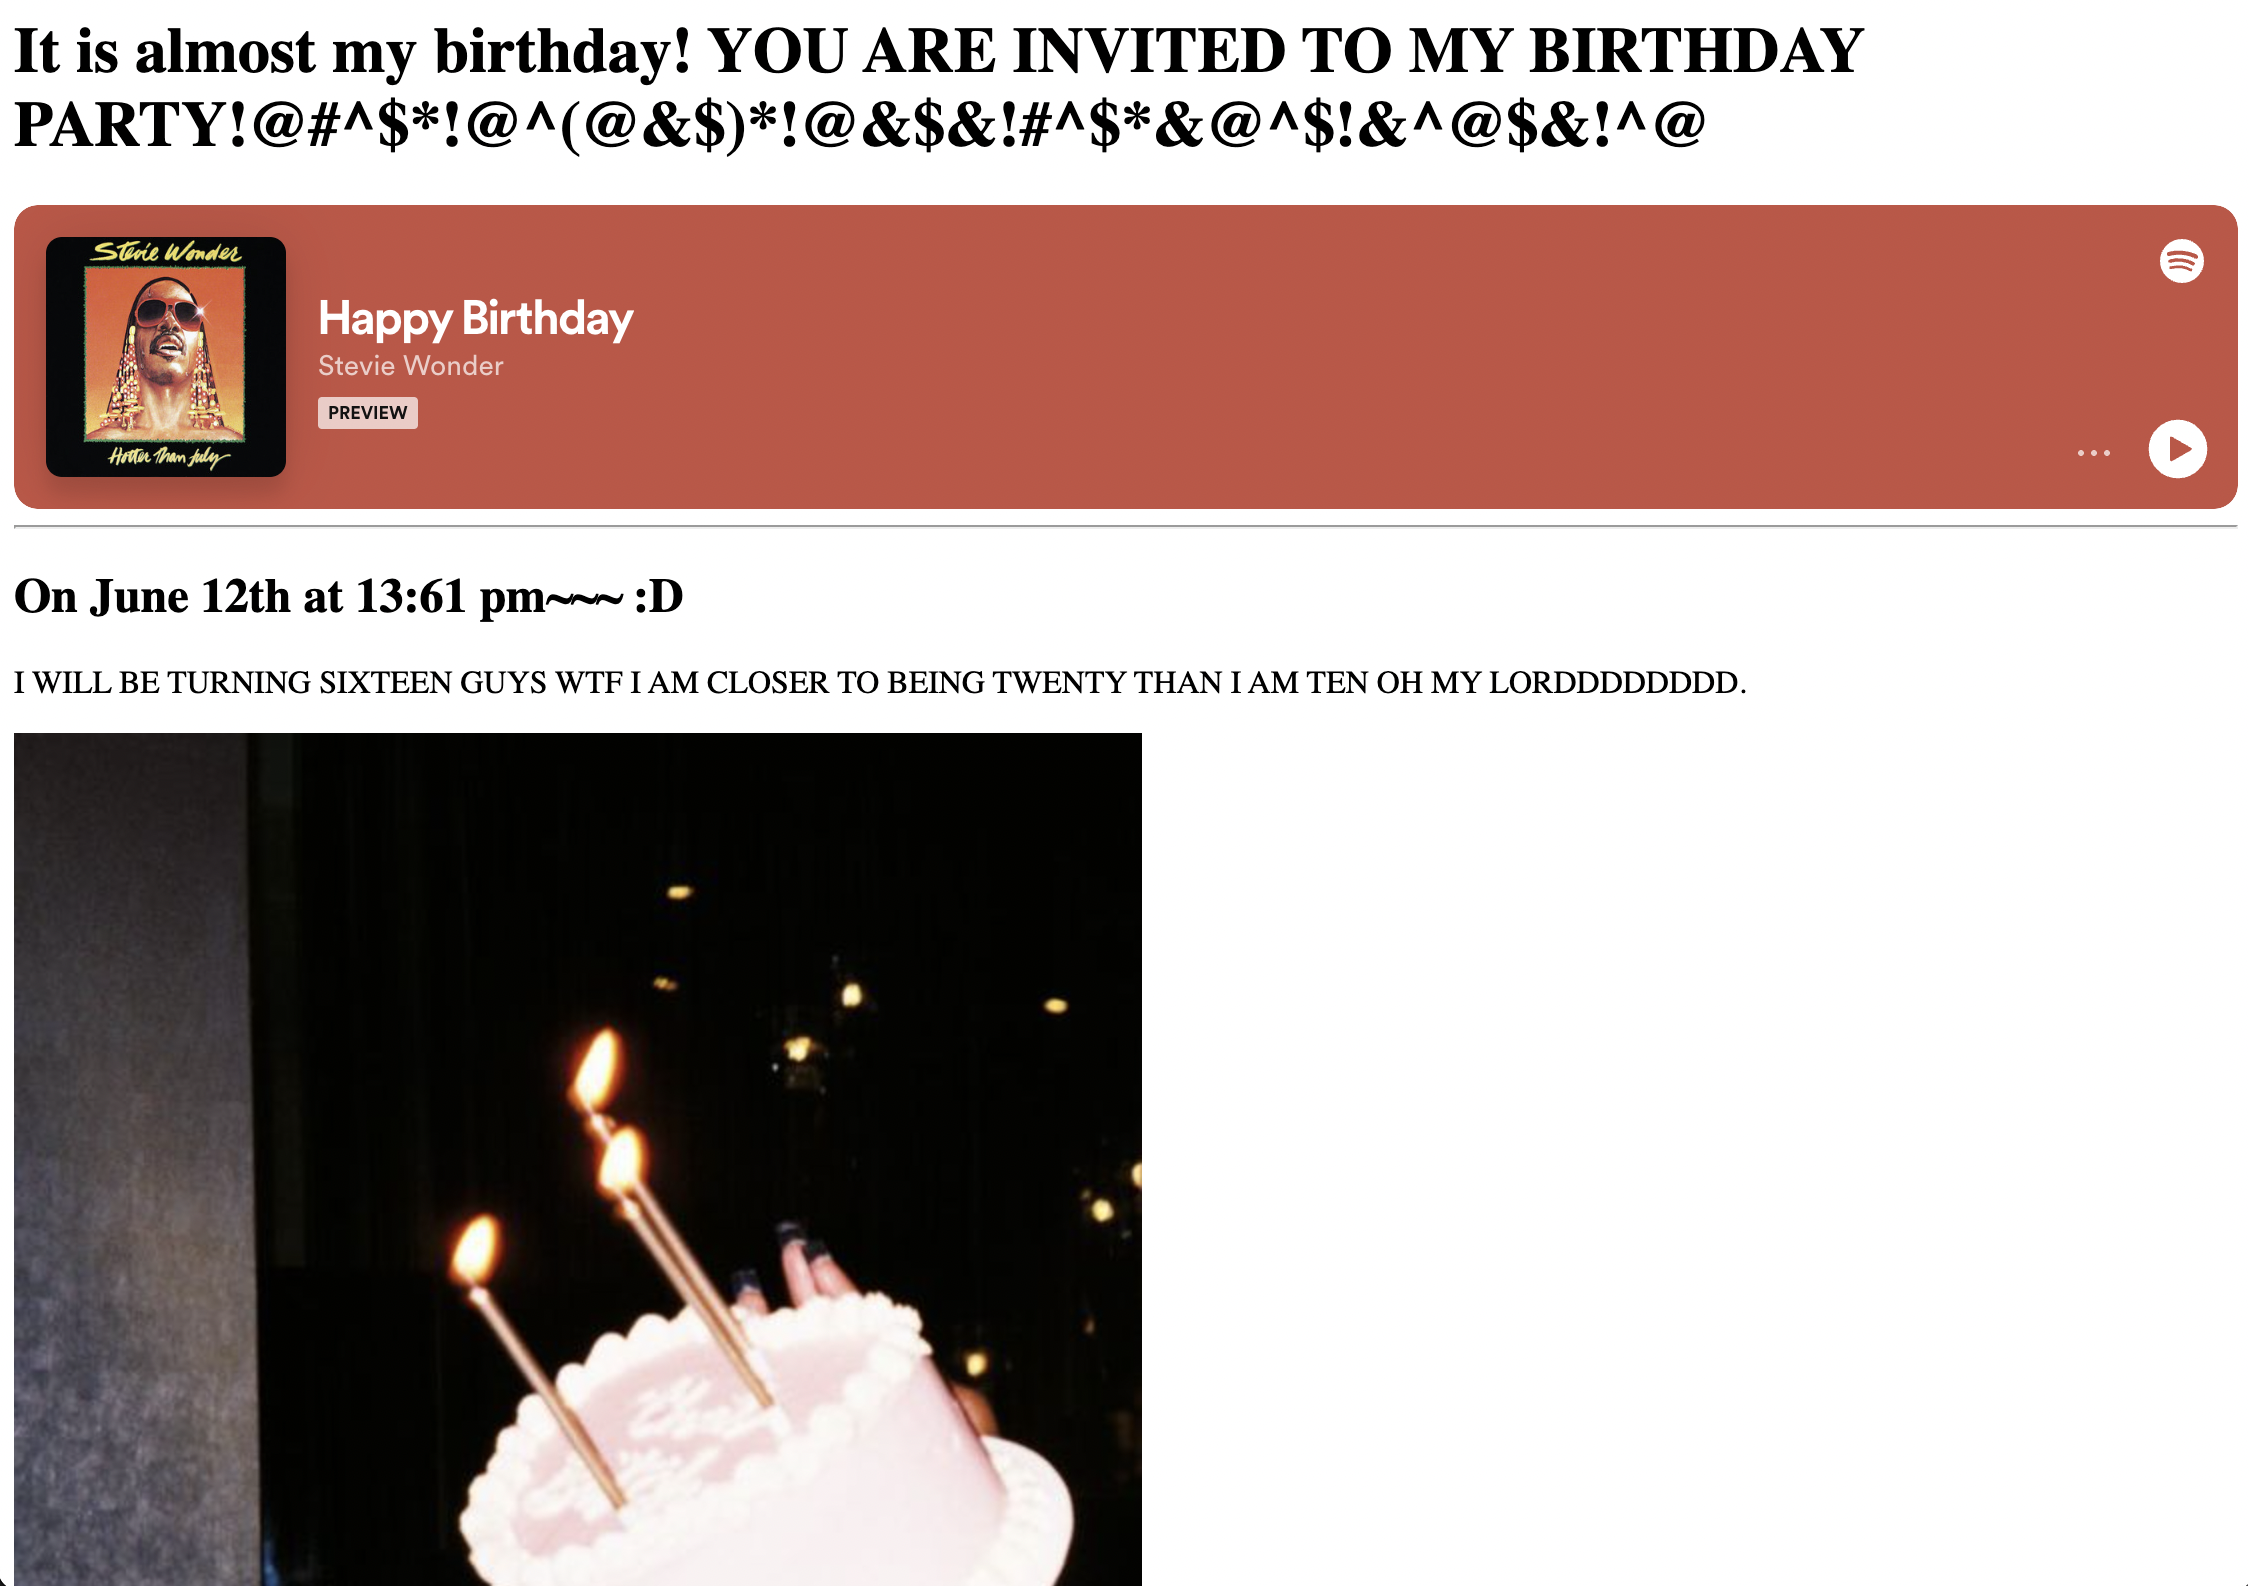 It is almost my birthday! YOU ARE INVITED TO MY BIRTHDAY
PARTY!@#^$*!@^(@&$)*!@&$&!#^$*&@^$!&^@$&!^@
Stevie Wonder
Hotter Than July
Happy Birthday
Stevie Wonder
PREVIEW
On June 12th at 13:61 pm~~~ :D
I WILL BE TURNING SIXTEEN GUYS WTF I AM CLOSER TO BEING TWENTY THAN I AM TEN OH MY LORDDDDDDDD.